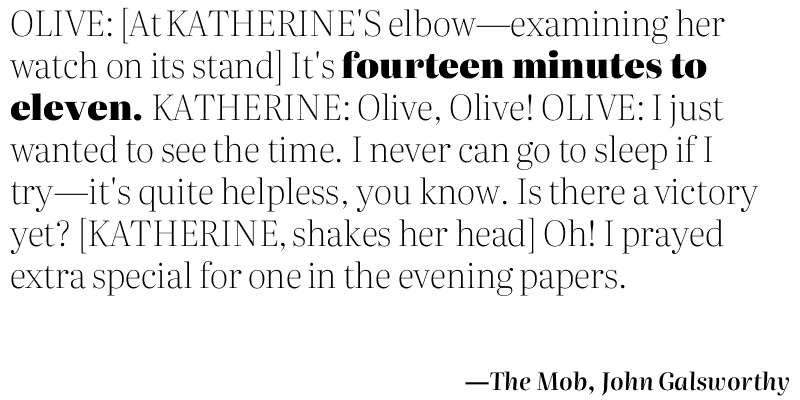 OLIVE: [At KATHERINE'S elbow—examining her
watch on its stand] It's fourteen minutes to
eleven. KATHERINE: Olive, Olive! OLIVE: I just
wanted to see the time. I never can go to sleep if I
try—it's quite helpless, you know. Is there a victory
yet? [KATHERINE, shakes her head] Oh! I prayed
extra special for one in the evening papers.
—The Mob, John Galsworthy